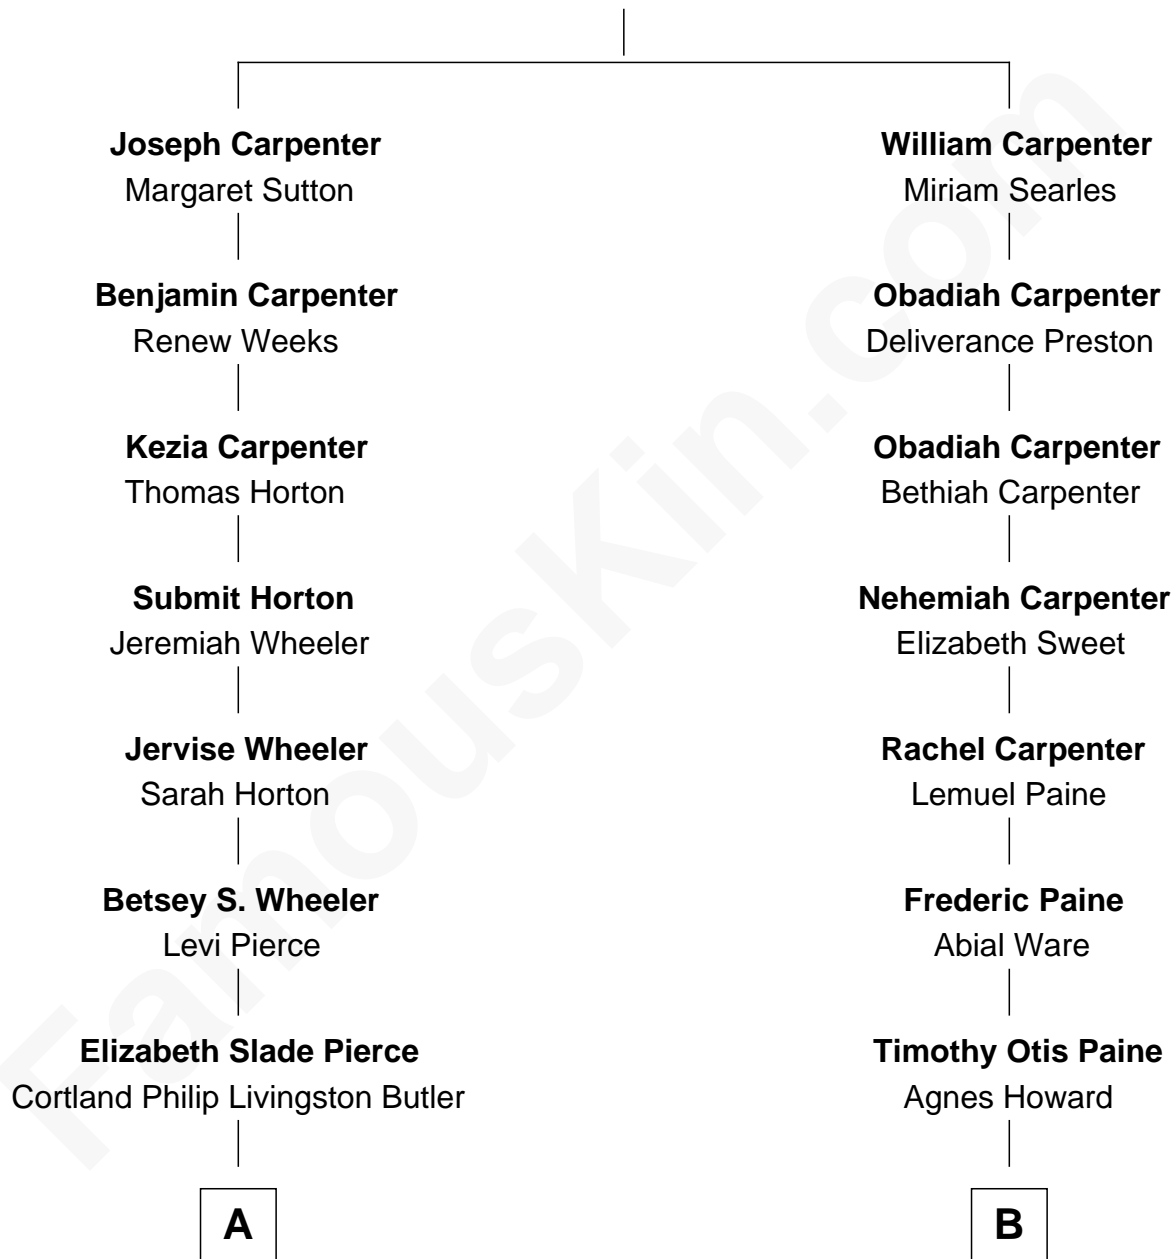 Joseph Carpenter
Margaret Sutton
Benjamin Carpenter
Renew Weeks
Kezia Carpenter
Thomas Horton
Submit Horton
Jeremiah Wheeler
Jervise Wheeler
Sarah Horton
Betsey S. Wheeler
Levi Pierce
Elizabeth Slade Pierce
Cortland Philip Livingston Butler
A
William Carpenter
Miriam Searles
Obadiah Carpenter
Deliverance Preston
Obadiah Carpenter
Bethiah Carpenter
Nehemiah Carpenter
Elizabeth Sweet
Rachel Carpenter
Lemuel Paine
Frederic Paine
Abial Ware
Timothy Otis Paine
Agnes Howard
B
FamousKin.com